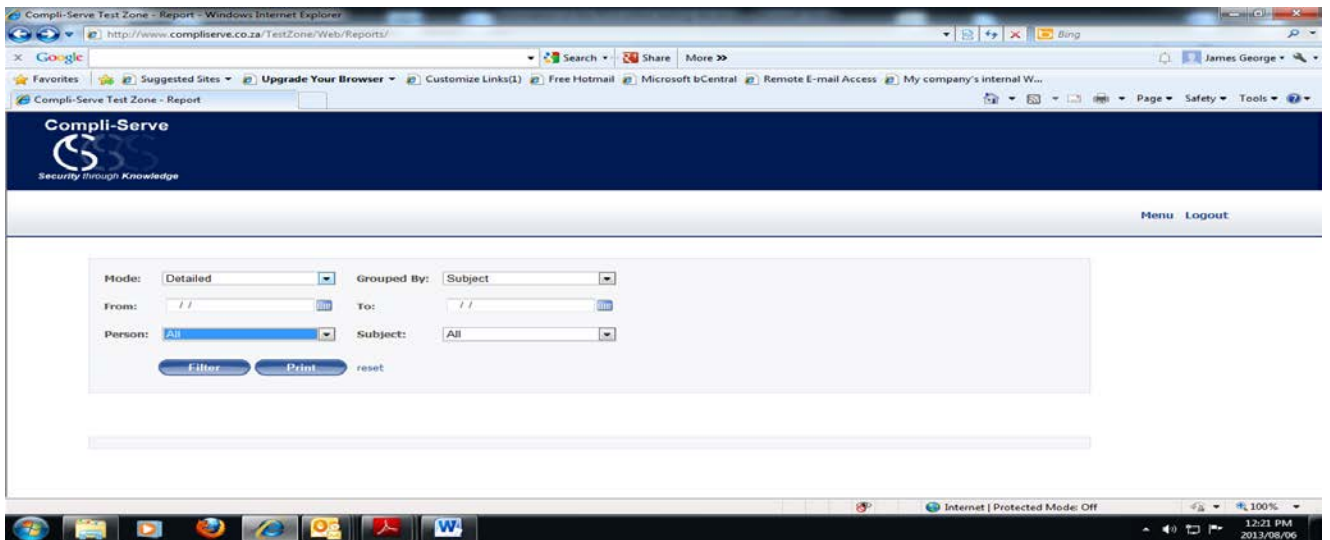 Compli-Serve Test Zone - Report - Windows Internet Explorer
http://www.compliserve.co.za/TestZone/Web/Reports/
Bing
Google
Search
Share
More »
James George
Favorites
Suggested Sites
Upgrade Your Browser
Customize Links(1)
Free Hotmail
Microsoft bCentral
Remote E-mail Access
My company's internal W...
Compli-Serve Test Zone - Report
Page
Safety
Tools
Compli-Serve
Security through Knowledge
Menu Logout
Mode: Detailed Grouped By: Subject
From: / / To: / /
Person: All Subject: All
Filter Print reset
Internet | Protected Mode: Off
100%
12:21 PM
2013/08/06